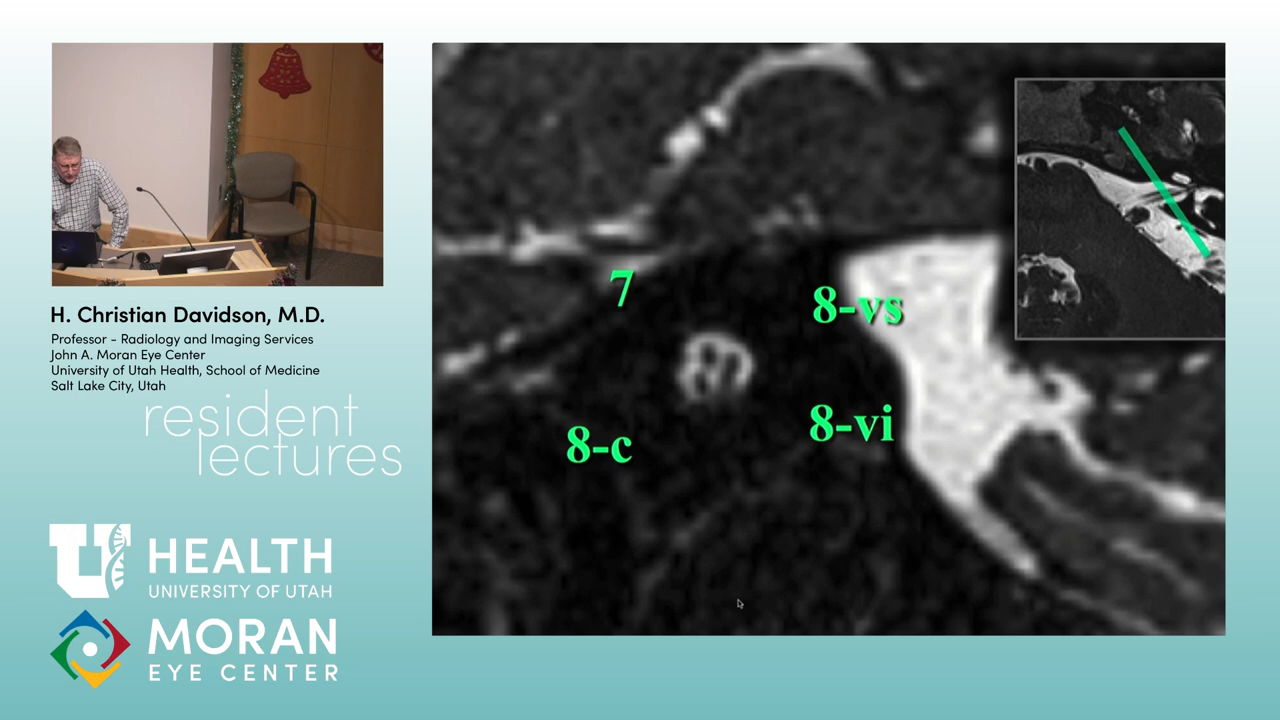 H. Christian Davidson, M.D.
Professor - Radiology and Imaging Services
John A. Moran Eye Center
University of Utah Health, School of Medicine
Salt Lake City, Utah
resident
lectures
U HEALTH
UNIVERSITY OF UTAH
MORAN
EYE CENTER
7
8-vs
8-c
8-vi